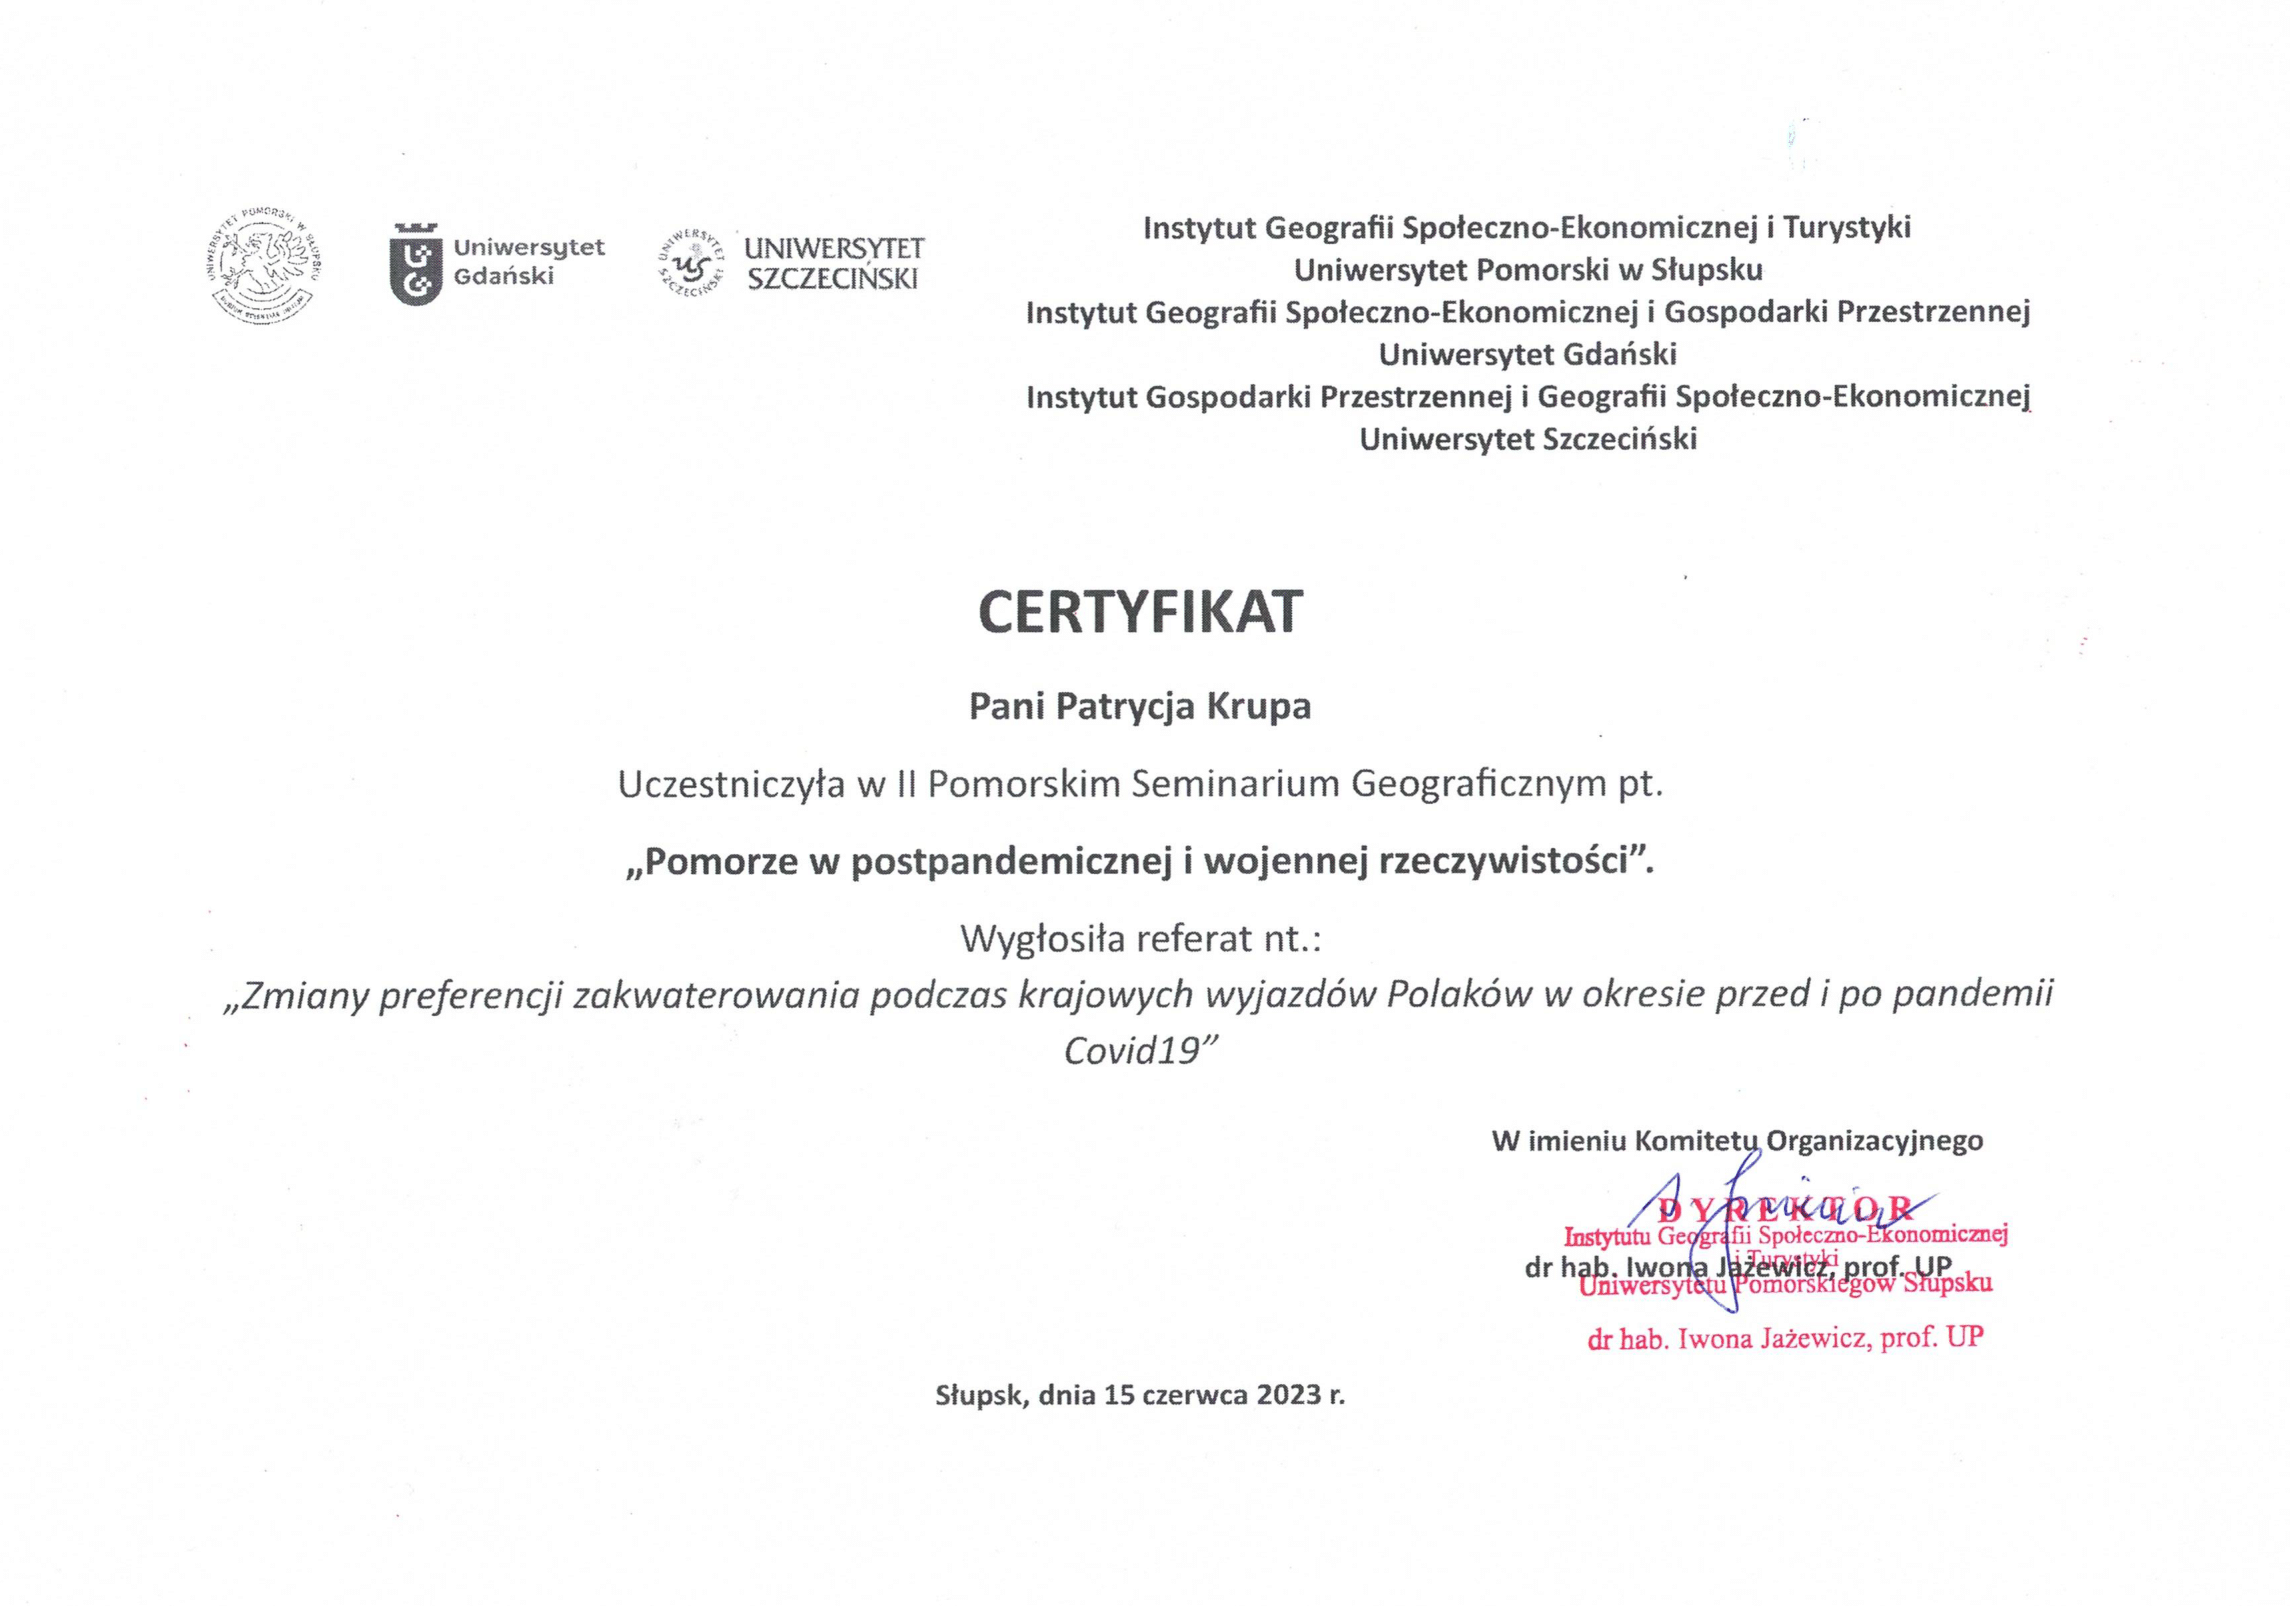 UNIWERSYTET POMORSKI W SŁUPSKU
Uniwersytet
Gdański
UNIWERSYTET SZCZECIŃSKI
US
UNIWERSYTET
SZCZECIŃSKI
Instytut Geografii Społeczno-Ekonomicznej i Turystyki
Uniwersytet Pomorski w Słupsku
Instytut Geografii Społeczno-Ekonomicznej i Gospodarki Przestrzennej
Uniwersytet Gdański
Instytut Gospodarki Przestrzennej i Geografii Społeczno-Ekonomicznej
Uniwersytet Szczeciński
CERTYFIKAT
Pani Patrycja Krupa
Uczestniczyła w II Pomorskim Seminarium Geograficznym pt.
„Pomorze w postpandemicznej i wojennej rzeczywistości”.
Wygłosiła referat nt.:
„Zmiany preferencji zakwaterowania podczas krajowych wyjazdów Polaków w okresie przed i po pandemii
Covid19”
W imieniu Komitetu Organizacyjnego
DYREKTOR
Instytutu Geografii Społeczno-Ekonomicznej
i Turystyki
dr hab. Iwona Jażewicz, prof. UP
Uniwersytetu Pomorskiegow Słupsku
dr hab. Iwona Jażewicz, prof. UP
Słupsk, dnia 15 czerwca 2023 r.